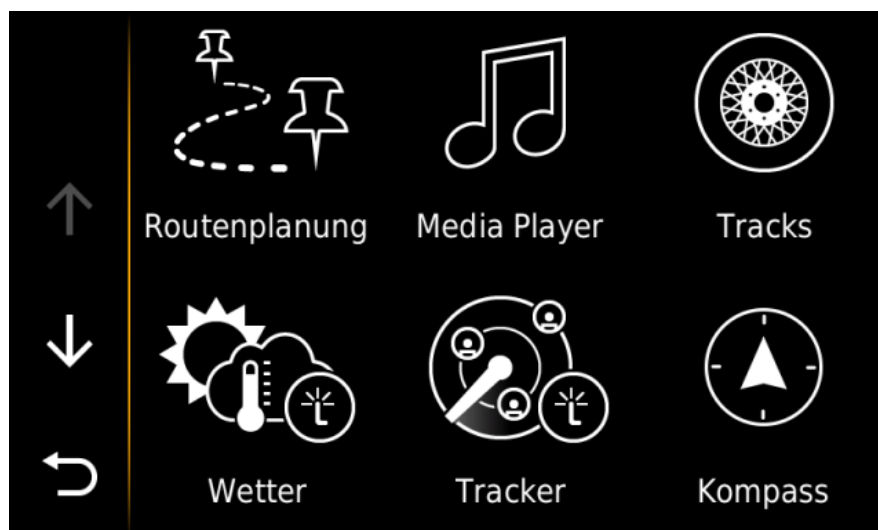 Routenplanung
Media Player
Tracks
Wetter
Tracker
Kompass